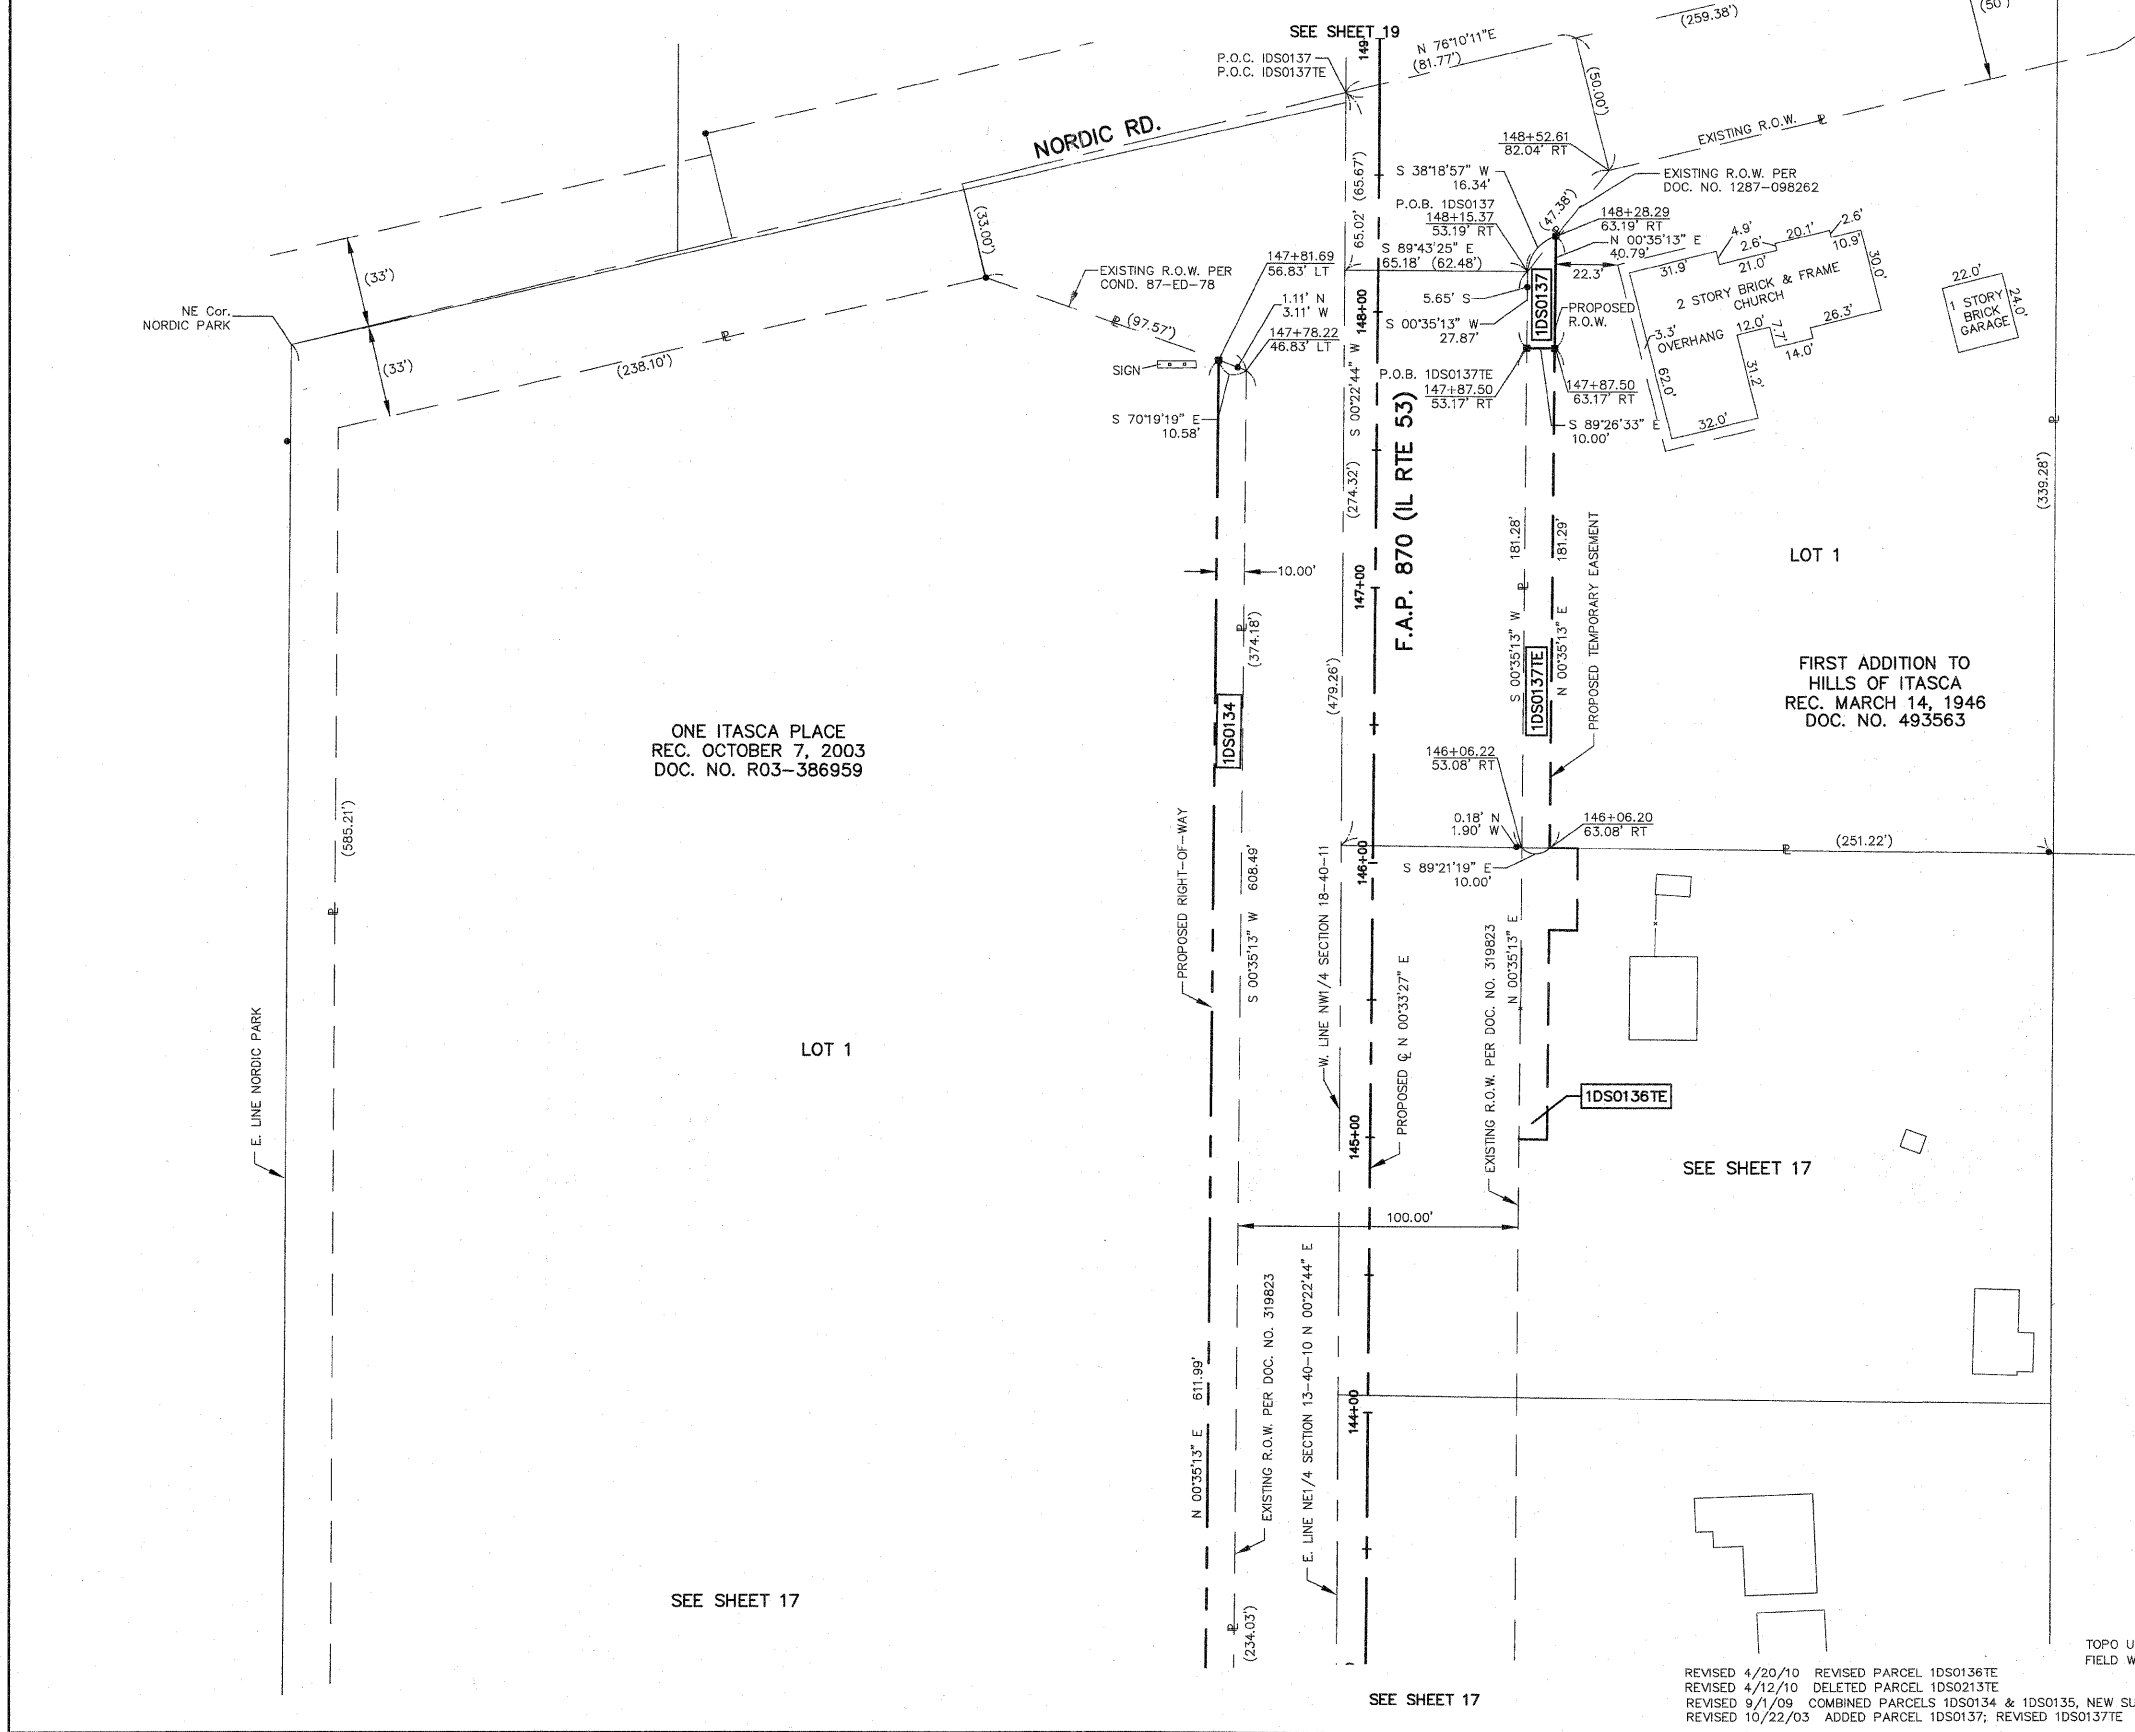 SEE SHEET 19
(259.38')
(50')
149
N 76°10'11"E
(81.77')
P.O.C. 1DS0137
P.O.C. 1DS0137TE
(50.00')
NORDIC RD.
148+52.61
82.04' RT
EXISTING R.O.W.
S 38°18'57" W
16.34'
EXISTING R.O.W. PER
DOC. NO. 1287-098262
(65.67')
65.02'
P.O.B. 1DS0137
148+15.37
53.19' RT
(47.38')
148+28.29
63.19' RT
N 00°35'13" E
40.79'
4.9'
2.6'
20.1'
2.6'
10.9'
30.0'
31.9'
21.0'
22.3'
S 89°43'25" E
65.18' (62.48')
(33.00')
(33')
(33')
NE Cor.
NORDIC PARK
EXISTING R.O.W. PER
COND. 87-ED-78
147+81.69
56.83' LT
1.11' N
3.11' W
147+78.22
46.83' LT
(97.57')
(238.10')
SIGN
S 70°19'19" E
10.58'
148+00
5.65' S
S 00°35'13" W
27.87'
1DS0137
PROPOSED
R.O.W.
2 STORY BRICK & FRAME
CHURCH
3.3'
OVERHANG
12.0'
7.7'
14.0'
26.3'
31.2'
62.0'
32.0'
22.0'
24.0'
1 STORY
BRICK
GARAGE
P.O.B. 1DS0137TE
147+87.50
53.17' RT
147+87.50
63.17' RT
S 89°26'33" E
10.00'
(274.32') S 00°22'44" W
F.A.P. 870 (IL RTE 53)
(339.28')
10.00'
147+00
S 00°35'13" W 181.28'
N 00°35'13" E 181.29'
PROPOSED TEMPORARY EASEMENT
LOT 1
(374.18')
(479.26')
1DS0134
1DS0137TE
FIRST ADDITION TO
HILLS OF ITASCA
REC. MARCH 14, 1946
DOC. NO. 493563
ONE ITASCA PLACE
REC. OCTOBER 7, 2003
DOC. NO. R03-386959
146+06.22
53.08' RT
0.18' N
1.90' W
146+06.20
63.08' RT
(251.22')
S 89°21'19" E
10.00'
146+00
(585.21')
PROPOSED RIGHT-OF-WAY
S 00°35'13" W 608.49'
W. LINE NW1/4 SECTION 18-40-11
PROPOSED ℄ N 00°33'27" E
EXISTING R.O.W. PER DOC. NO. 319823
N 00°35'13" E
E. LINE NORDIC PARK
LOT 1
1DS0136TE
145+00
SEE SHEET 17
100.00'
N 00°35'13" E 611.99'
EXISTING R.O.W. PER DOC. NO. 319823
E. LINE NE1/4 SECTION 13-40-10 N 00°22'44" E
144+00
SEE SHEET 17
(234.03')
TOPO U
FIELD W
SEE SHEET 17
REVISED 4/20/10 REVISED PARCEL 1DS0136TE
REVISED 4/12/10 DELETED PARCEL 1DS0213TE
REVISED 9/1/09 COMBINED PARCELS 1DS0134 & 1DS0135, NEW SU
REVISED 10/22/03 ADDED PARCEL 1DS0137; REVISED 1DS0137TE